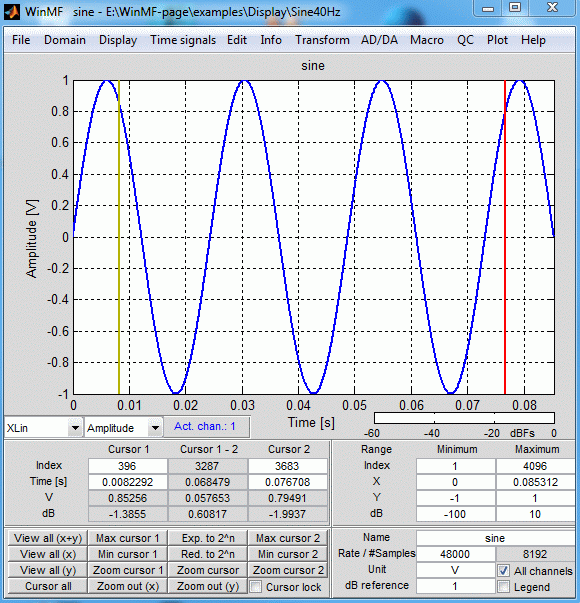 WinMF sine - E:\WinMF-page\examples\Display\Sine40Hz
File Domain Display Time signals Edit Info Transform AD/DA Macro QC Plot Help
sine
1
0.8
0.6
0.4
0.2
0
-0.2
-0.4
-0.6
-0.8
-1
Amplitude [V]
0 0.01 0.02 0.03 0.04 0.05 0.06 0.07 0.08
Time [s]
XLin Amplitude Act. chan.: 1
-60 -40 -20 dBFs 0
Cursor 1 Cursor 1 - 2 Cursor 2
Index 396 3287 3683
Time [s] 0.0082292 0.068479 0.076708
V 0.85256 0.057653 0.79491
dB -1.3855 0.60817 -1.9937
Range Minimum Maximum
Index 1 4096
X 0 0.085312
Y -1 1
dB -100 10
View all (x+y) Max cursor 1 Exp. to 2^n Max cursor 2
View all (x) Min cursor 1 Red. to 2^n Min cursor 2
View all (y) Zoom cursor 1 Zoom cursor Zoom cursor 2
Cursor all Zoom out (x) Zoom out (y) Cursor lock
Name sine
Rate / #Samples 48000 8192
Unit V All channels
dB reference 1 Legend